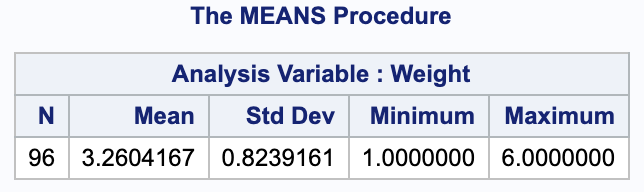 The MEANS Procedure
Analysis Variable : Weight
N Mean Std Dev Minimum Maximum
96 3.2604167 0.8239161 1.0000000 6.0000000